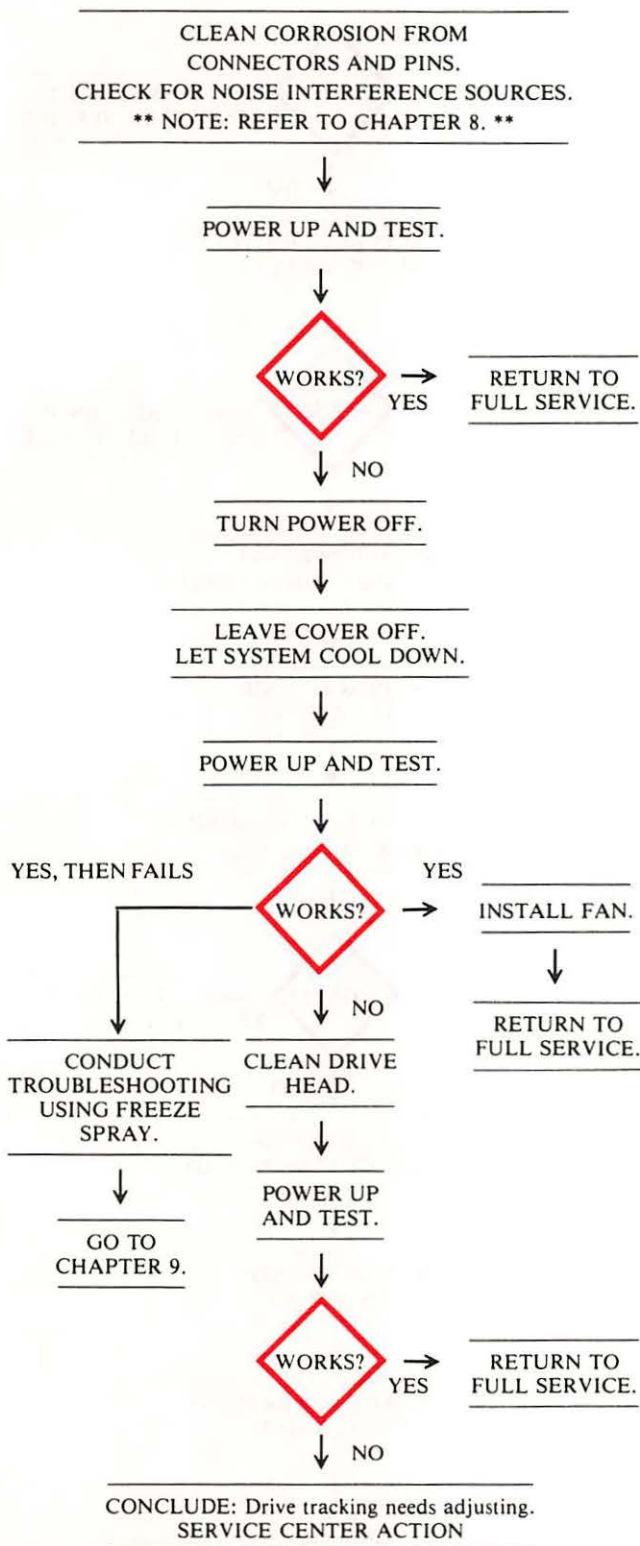 CLEAN CORROSION FROM
CONNECTORS AND PINS.
CHECK FOR NOISE INTERFERENCE SOURCES.
** NOTE: REFER TO CHAPTER 8. **
POWER UP AND TEST.
WORKS?
YES
RETURN TO
FULL SERVICE.
NO
TURN POWER OFF.
LEAVE COVER OFF.
LET SYSTEM COOL DOWN.
POWER UP AND TEST.
YES, THEN FAILS
WORKS?
YES
INSTALL FAN.
RETURN TO
FULL SERVICE.
NO
CONDUCT
TROUBLESHOOTING
USING FREEZE
SPRAY.
GO TO
CHAPTER 9.
CLEAN DRIVE
HEAD.
POWER UP
AND TEST.
WORKS?
YES
RETURN TO
FULL SERVICE.
NO
CONCLUDE: Drive tracking needs adjusting.
SERVICE CENTER ACTION